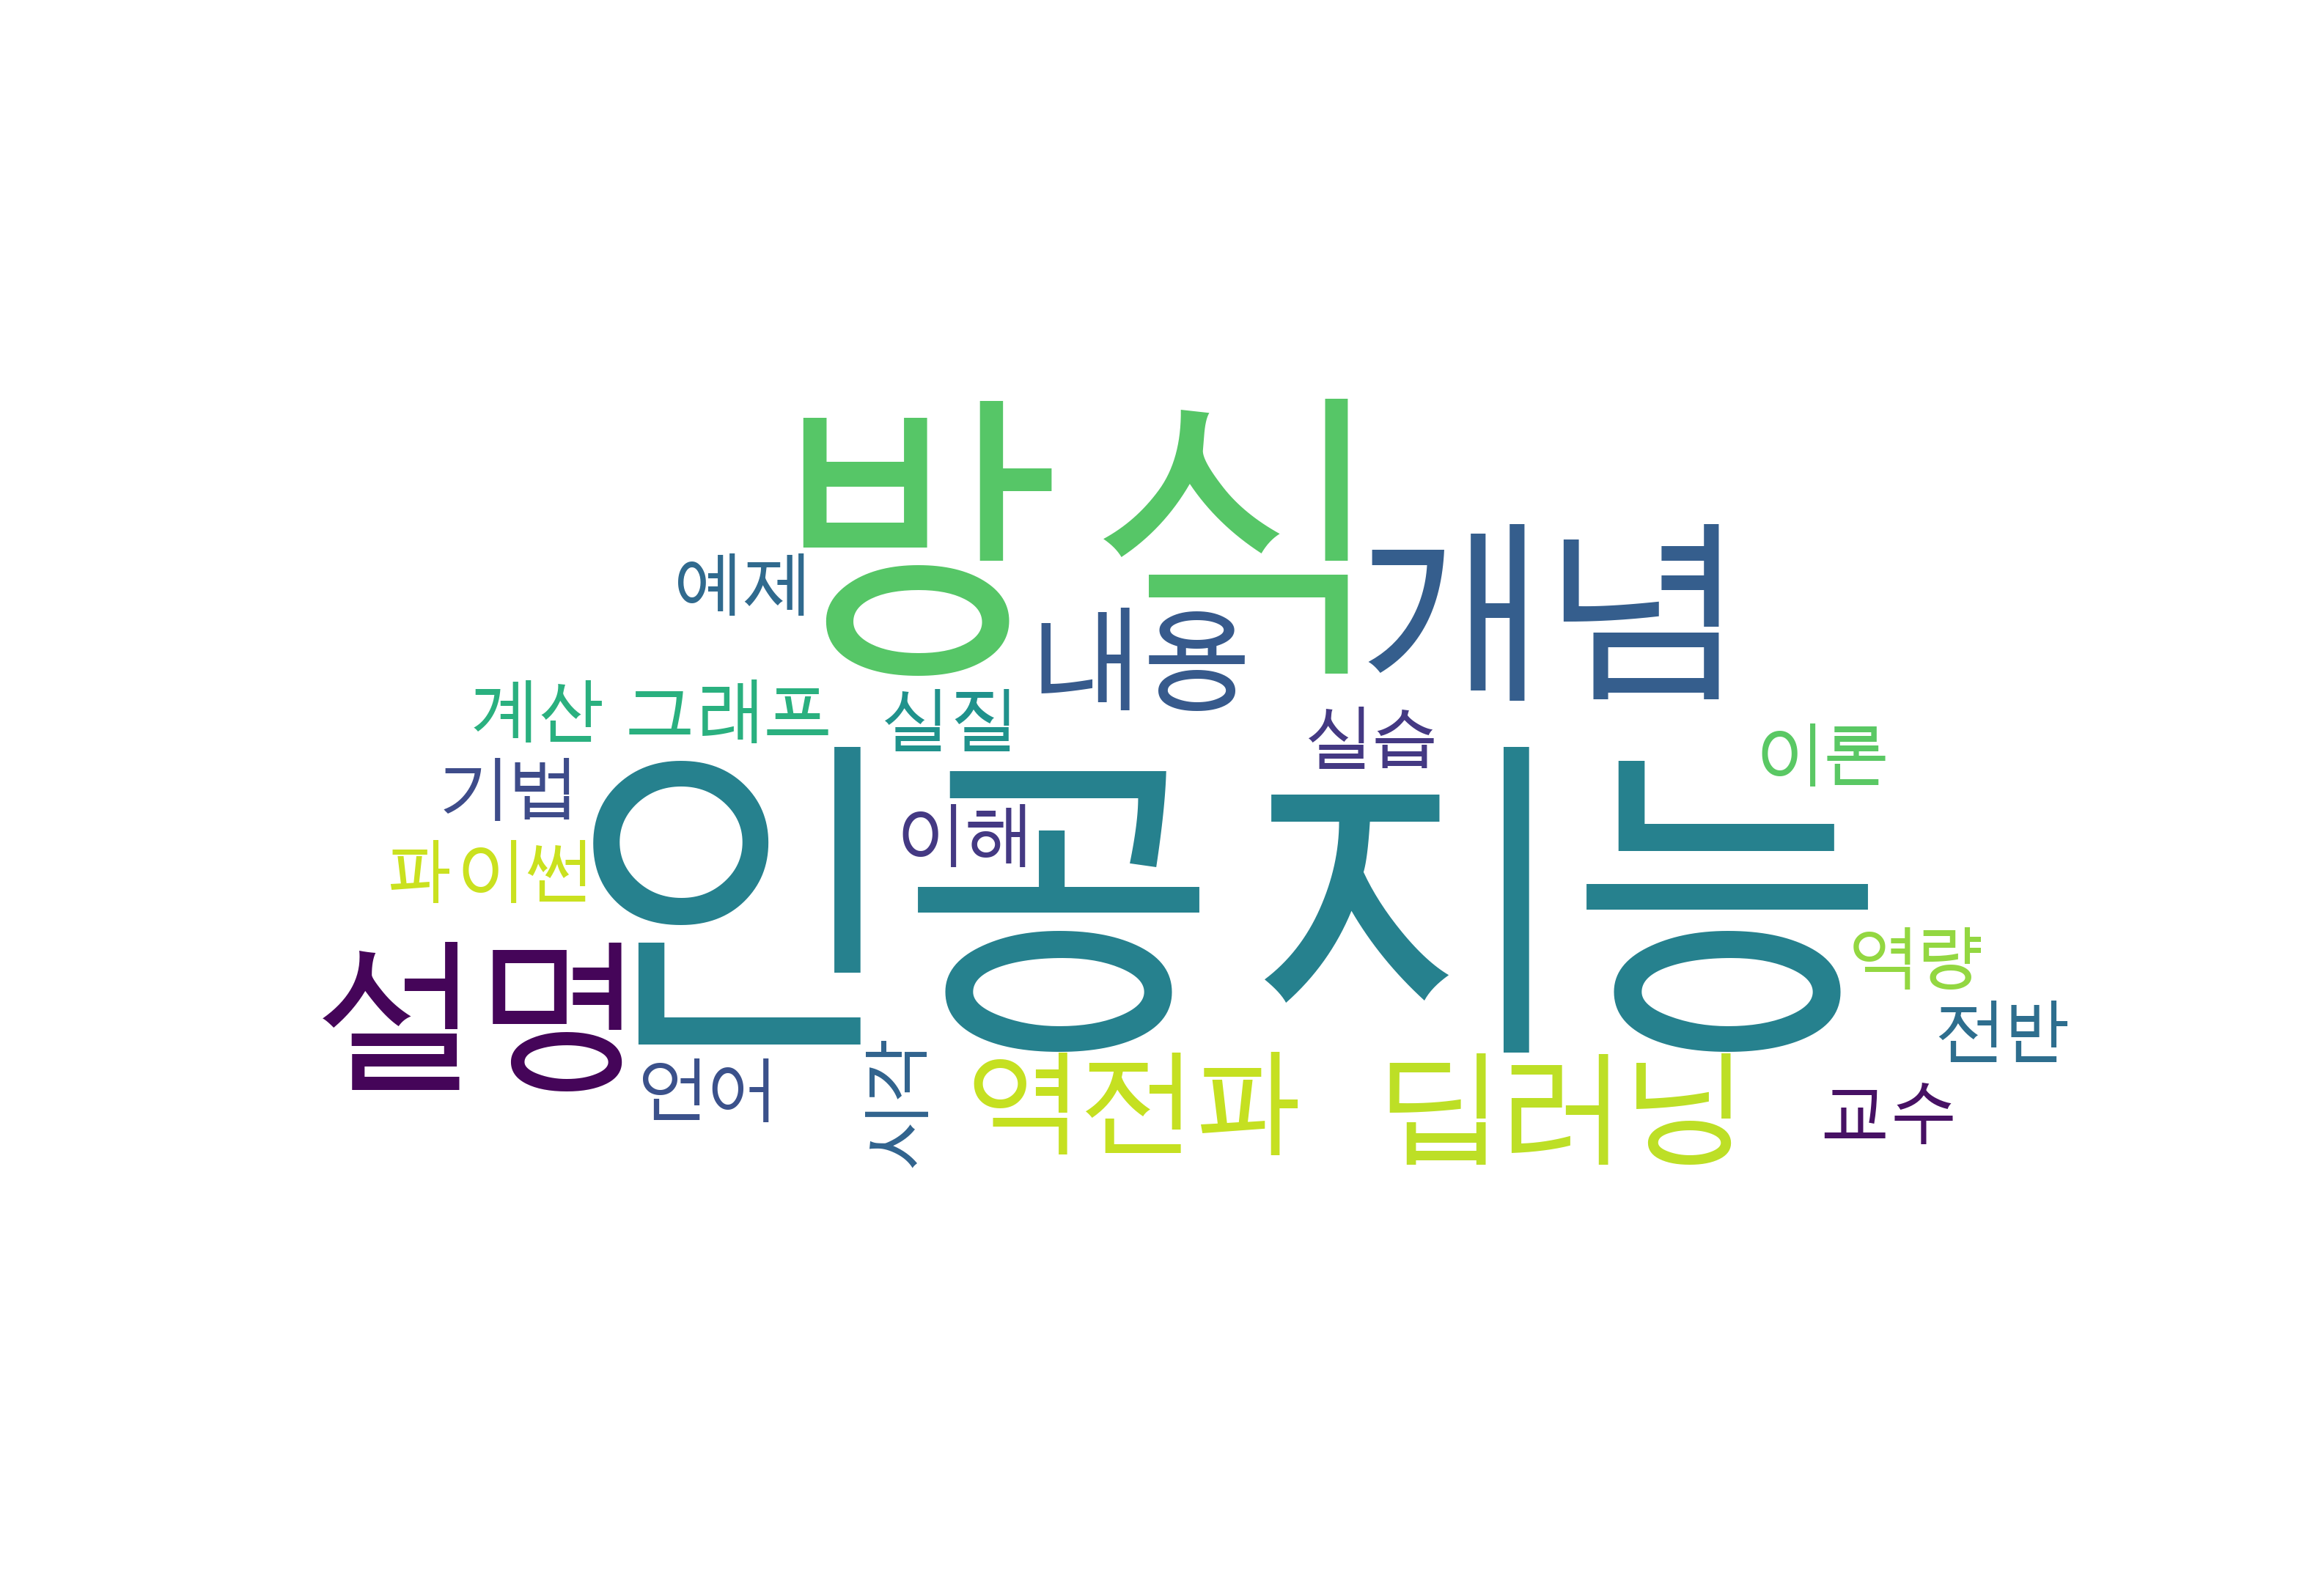 방식
개념
예제
내용
계산 그래프
실질
실습
이론
기법
이해
파이썬
인공지능
설명
역량
전반
언어
시각
역전파
딥러닝
교수